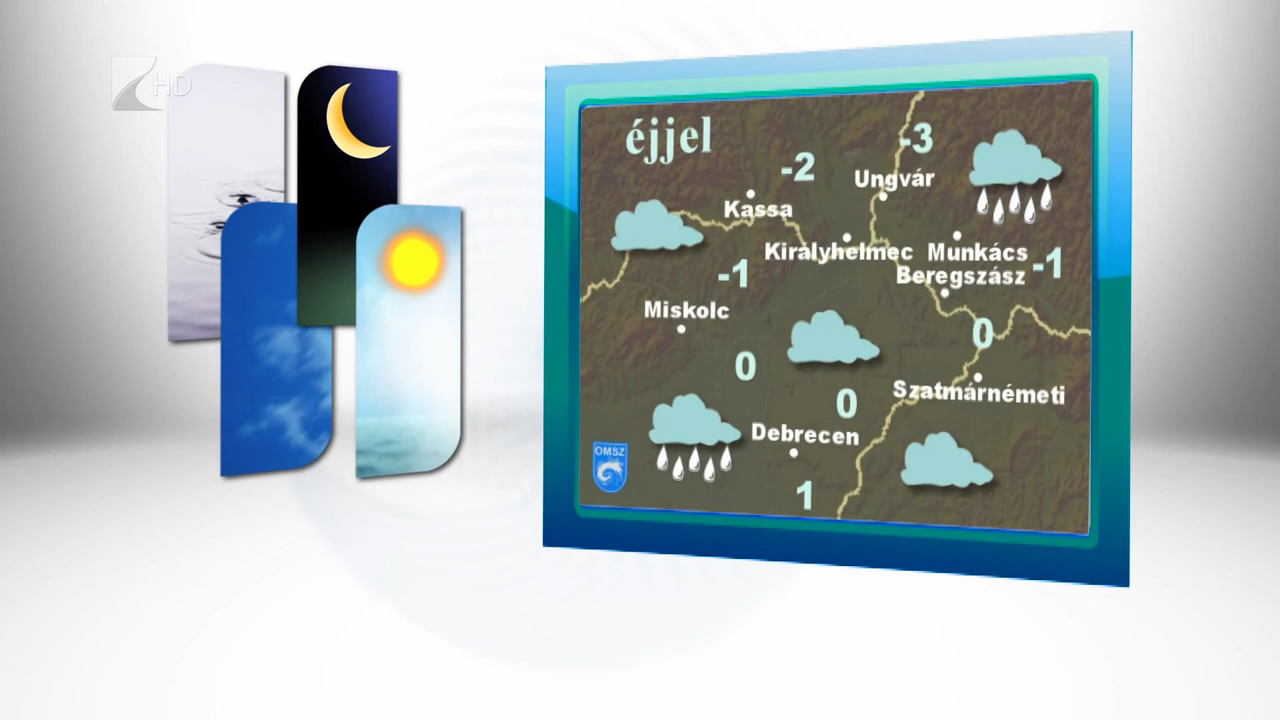 HD
éjjel
-3
-2
Ungvár
Kassa
Királyhelmec
Munkács
-1
Beregszász
-1
Miskolc
0
0
Szatmárnémeti
0
Debrecen
OMSZ
1